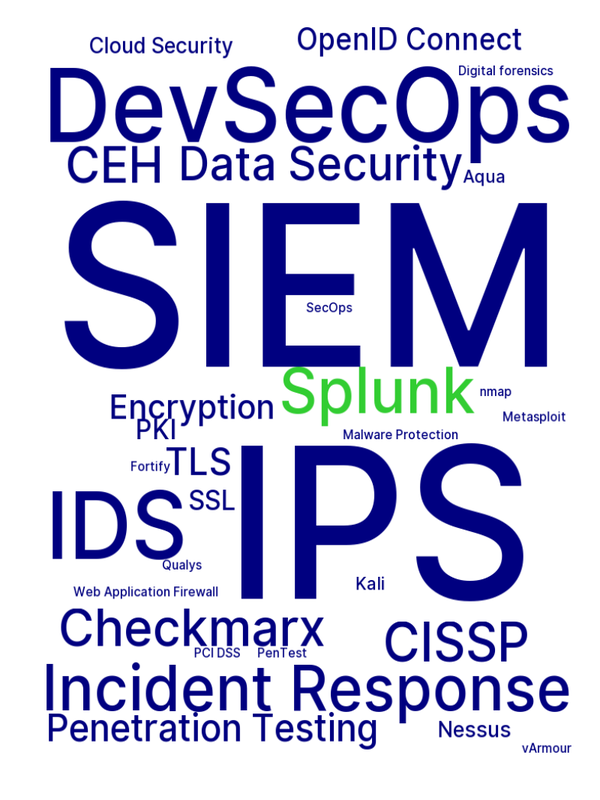 OpenID Connect
Cloud Security
Digital forensics
DevSecOps
CEH
Data Security
Aqua
SIEM
SecOps
Splunk
nmap
Encryption
Metasploit
PKI
Malware Protection
TLS
Fortify
IPS
SSL
IDS
Qualys
Kali
Web Application Firewall
Checkmarx
CISSP
PCI DSS
PenTest
Incident Response
Penetration Testing
Nessus
vArmour